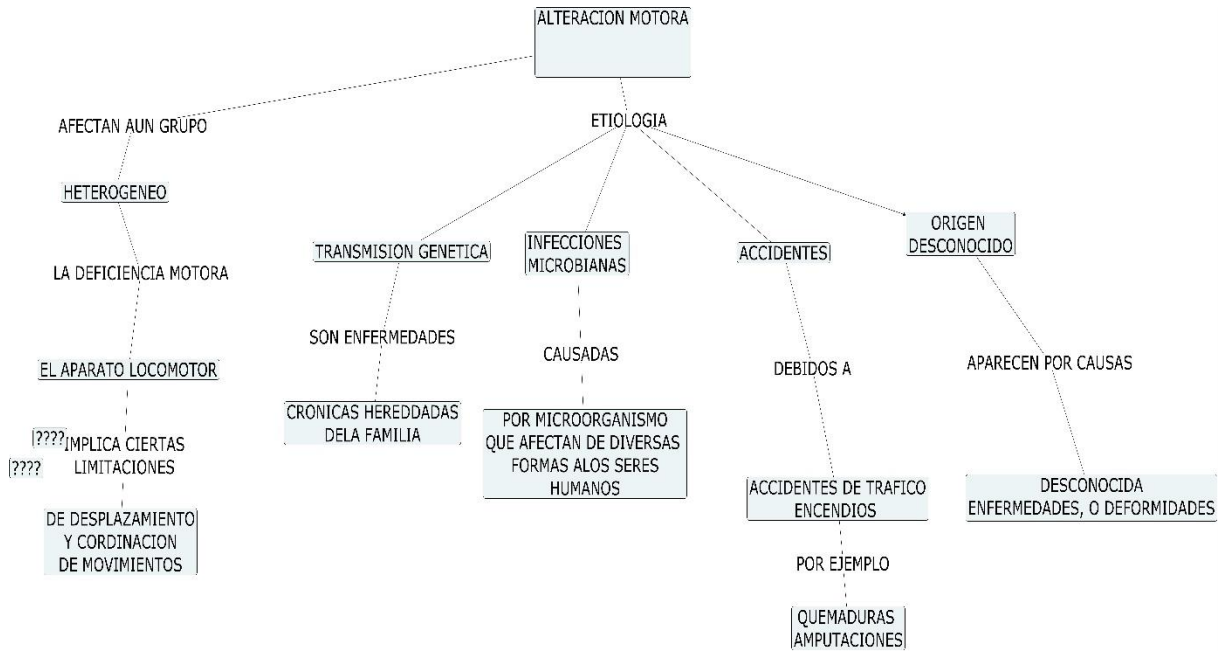 ALTERACION MOTORA
AFECTAN AUN GRUPO
HETEROGENEO
LA DEFICIENCIA MOTORA
EL APARATO LOCOMOTOR
????
????
IMPLICA CIERTAS
LIMITACIONES
DE DESPLAZAMIENTO
Y CORDINACION
DE MOVIMIENTOS
ETIOLOGIA
TRANSMISION GENETICA
SON ENFERMEDADES
CRONICAS HEREDDADAS
DELA FAMILIA
INFECCIONES
MICROBIANAS
CAUSADAS
POR MICROORGANISMO
QUE AFECTAN DE DIVERSAS
FORMAS ALOS SERES
HUMANOS
ACCIDENTES
DEBIDOS A
ACCIDENTES DE TRAFICO
ENCENDIOS
POR EJEMPLO
QUEMADURAS
AMPUTACIONES
ORIGEN
DESCONOCIDO
APARECEN POR CAUSAS
DESCONOCIDA
ENFERMEDADES, O DEFORMIDADES